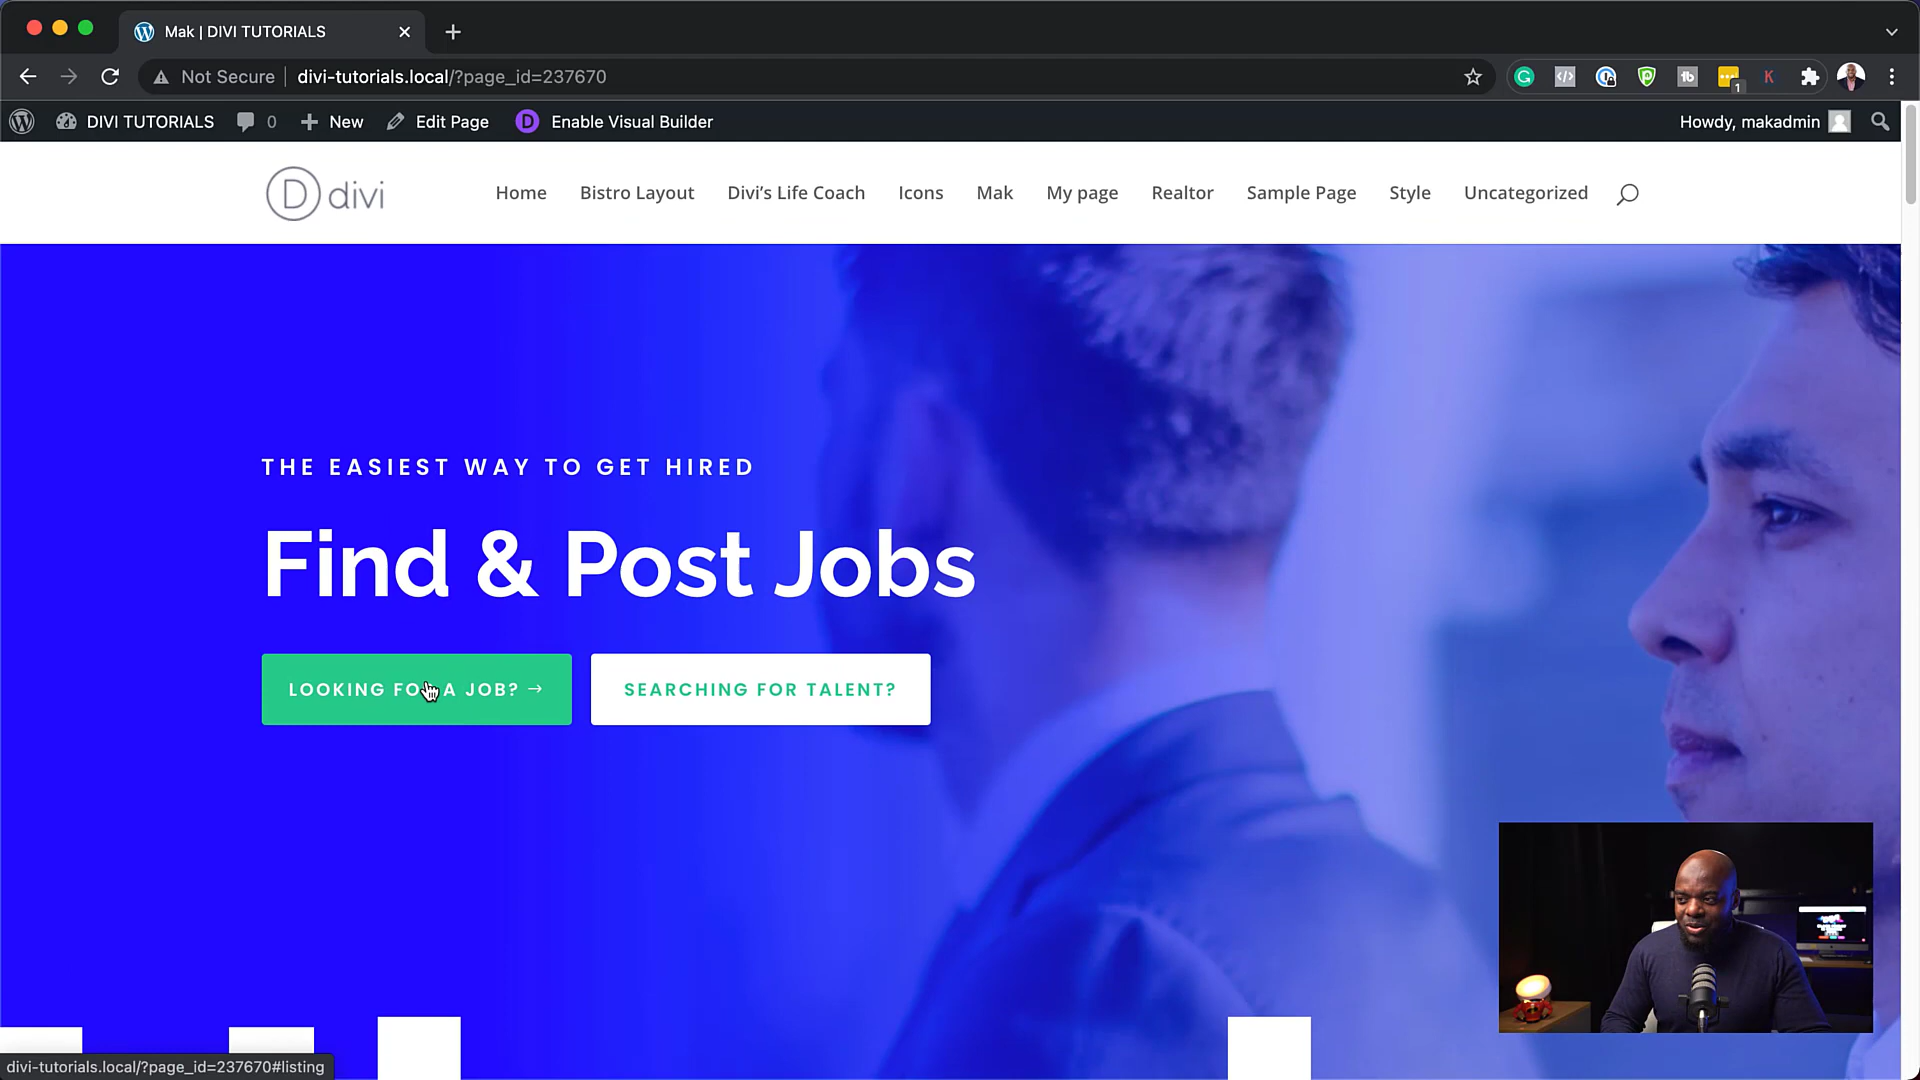 Mak | DIVI TUTORIALS
Not Secure divi-tutorials.local/?page_id=237670
1
DIVI TUTORIALS 0 New Edit Page Enable Visual Builder Howdy, makadmin
divi Home Bistro Layout Divi's Life Coach Icons Mak My page Realtor Sample Page Style Uncategorized
THE EASIEST WAY TO GET HIRED
Find & Post Jobs
LOOKING FO A JOB? → SEARCHING FOR TALENT?
divi-tutorials.local/?page_id=237670#listing